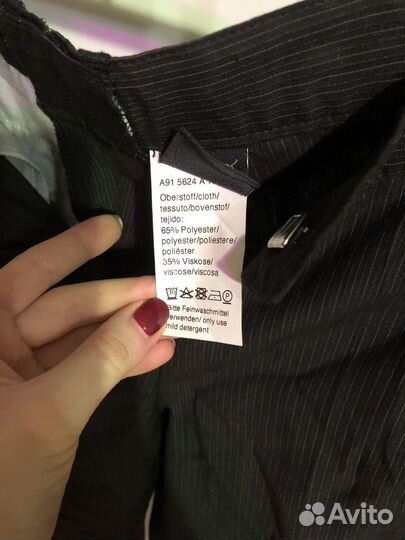 A91 5624 A
Oberstoff/cloth/
tessuto/bovenstof/
tejido:
65% Polyester/
polyester/poliestere/
poliéster
35% Viskose/
viscose/viscosa
Bitte Feinwaschmittel
verwenden/ only use
mild detergent
Avito